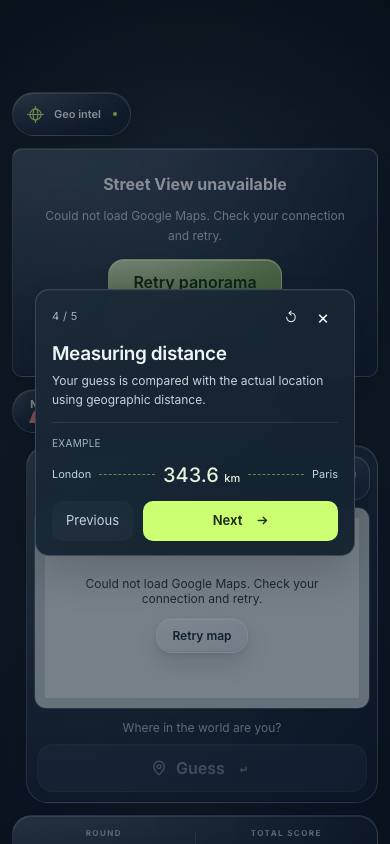 Geo intel
Street View unavailable
Could not load Google Maps. Check your connection
and retry.
Retry panorama
4 / 5
Measuring distance
Your guess is compared with the actual location
using geographic distance.
EXAMPLE
London 343.6 km Paris
Previous Next →
Could not load Google Maps. Check your
connection and retry.
Retry map
Where in the world are you?
Guess ↵
ROUND TOTAL SCORE